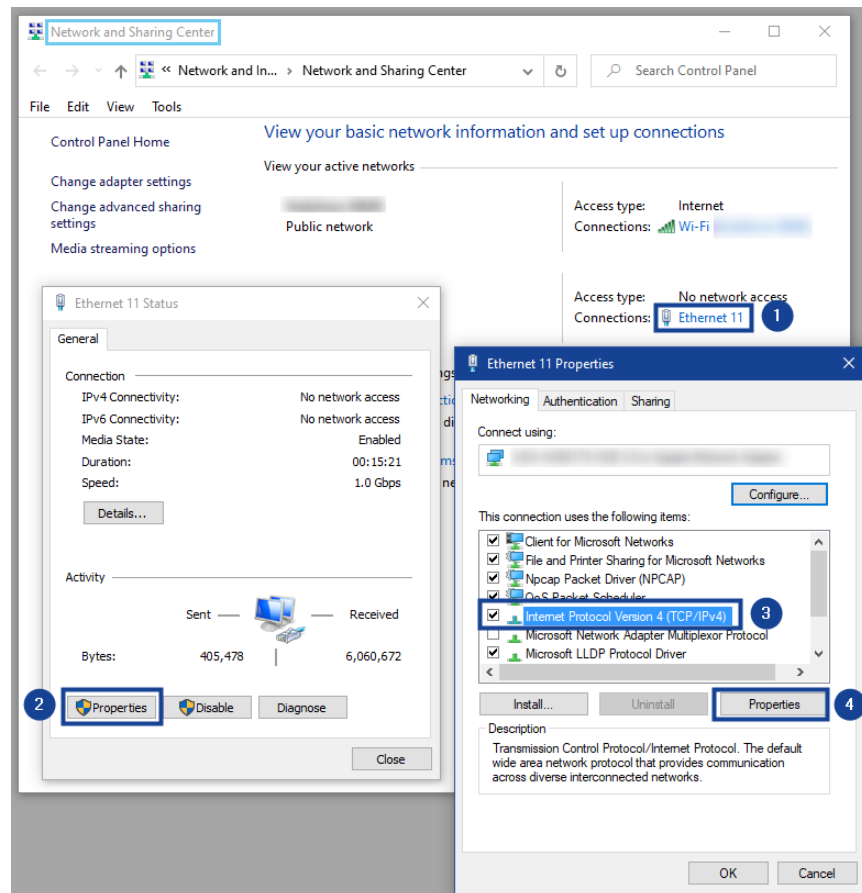 Network and Sharing Center
« Network and In... › Network and Sharing Center
Search Control Panel
File Edit View Tools
Control Panel Home
Change adapter settings
Change advanced sharing
settings
Media streaming options
View your basic network information and set up connections
View your active networks
Public network
Access type: Internet
Connections: Wi-Fi
Access type: No network access
Connections: Ethernet 11
1
Ethernet 11 Status
General
Connection
IPv4 Connectivity: No network access
IPv6 Connectivity: No network access
Media State: Enabled
Duration: 00:15:21
Speed: 1.0 Gbps
Details...
Activity
Sent — — Received
Bytes: 405,478 | 6,060,672
2
Properties Disable Diagnose
Close
Ethernet 11 Properties
Networking Authentication Sharing
Connect using:
Configure...
This connection uses the following items:
Client for Microsoft Networks
File and Printer Sharing for Microsoft Networks
Npcap Packet Driver (NPCAP)
QoS Packet Scheduler
Internet Protocol Version 4 (TCP/IPv4)
3
Microsoft Network Adapter Multiplexor Protocol
Microsoft LLDP Protocol Driver
Install... Uninstall Properties
4
Description
Transmission Control Protocol/Internet Protocol. The default
wide area network protocol that provides communication
across diverse interconnected networks.
OK Cancel